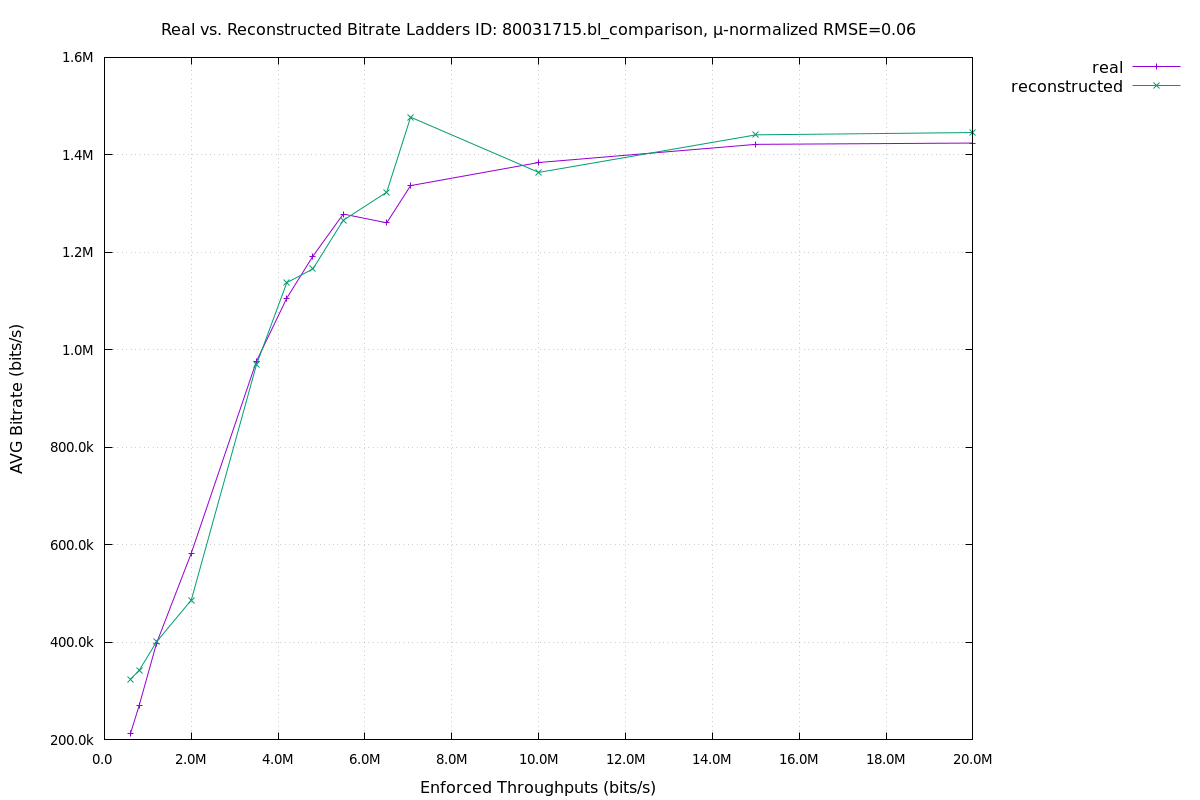 Real vs. Reconstructed Bitrate Ladders ID: 80031715.bl_comparison, μ-normalized RMSE=0.06
real
reconstructed
1.6M
1.4M
1.2M
1.0M
800.0k
600.0k
400.0k
200.0k
AVG Bitrate (bits/s)
0.0 2.0M 4.0M 6.0M 8.0M 10.0M 12.0M 14.0M 16.0M 18.0M 20.0M
Enforced Throughputs (bits/s)